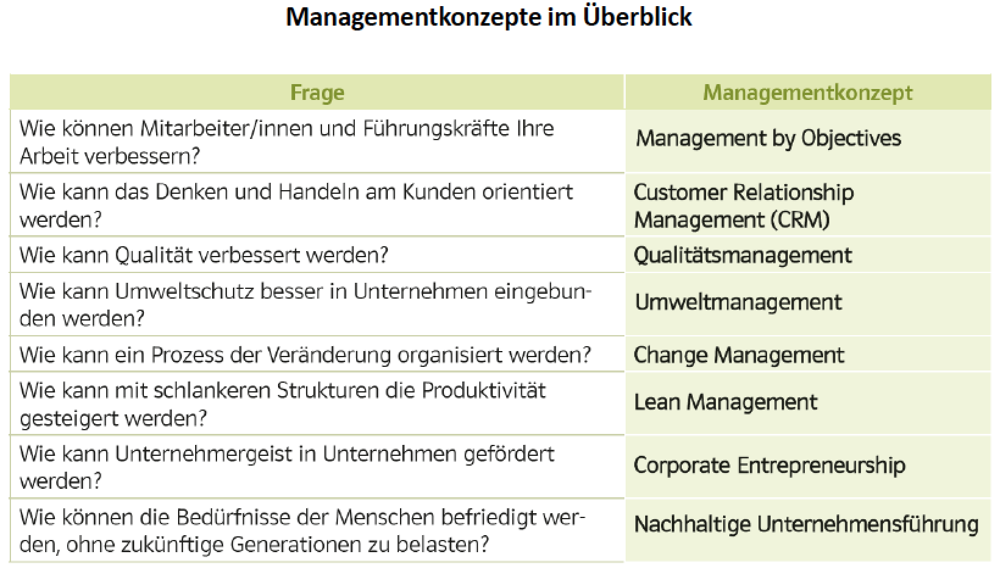 Managementkonzepte im Überblick
Frage
Managementkonzept
Wie können Mitarbeiter/innen und Führungskräfte Ihre
Arbeit verbessern?
Management by Objectives
Wie kann das Denken und Handeln am Kunden orientiert
werden?
Customer Relationship
Management (CRM)
Wie kann Qualität verbessert werden?
Qualitätsmanagement
Wie kann Umweltschutz besser in Unternehmen eingebun-
den werden?
Umweltmanagement
Wie kann ein Prozess der Veränderung organisiert werden?
Change Management
Wie kann mit schlankeren Strukturen die Produktivität
gesteigert werden?
Lean Management
Wie kann Unternehmergeist in Unternehmen gefördert
werden?
Corporate Entrepreneurship
Wie können die Bedürfnisse der Menschen befriedigt wer-
den, ohne zukünftige Generationen zu belasten?
Nachhaltige Unternehmensführung